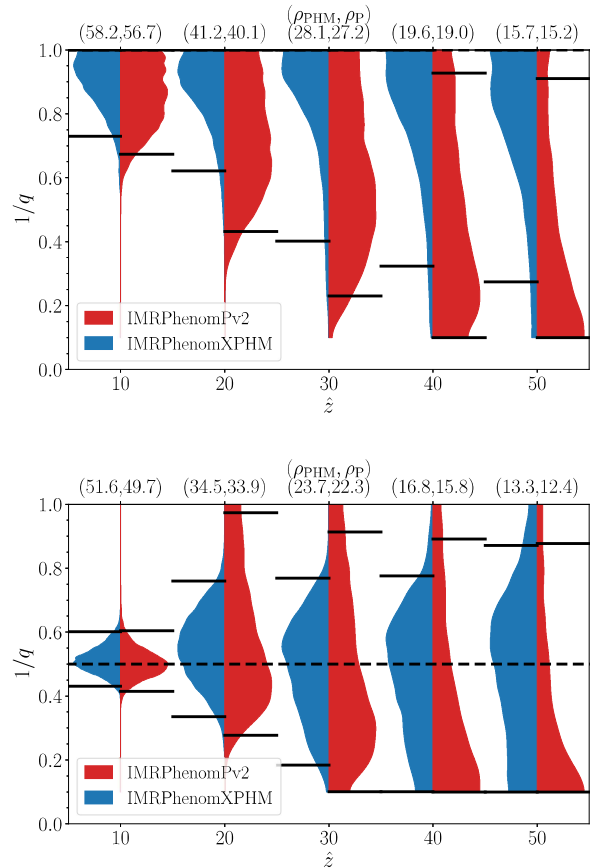 (ρPHM, ρP)
(58.2,56.7) (41.2,40.1) (28.1,27.2) (19.6,19.0) (15.7,15.2)
1.0
0.8
0.6
0.4
0.2
0.0
1/q
IMRPhenomPv2
IMRPhenomXPHM
10 20 30 40 50
ẑ
(ρPHM, ρP)
(51.6,49.7) (34.5,33.9) (23.7,22.3) (16.8,15.8) (13.3,12.4)
1.0
0.8
0.6
0.4
0.2
0.0
1/q
IMRPhenomPv2
IMRPhenomXPHM
10 20 30 40 50
ẑ